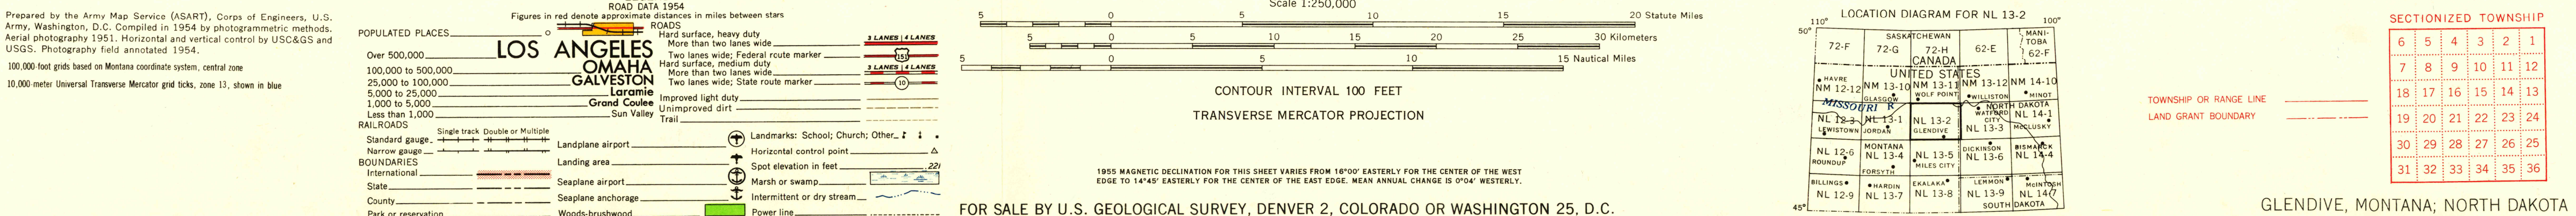 Prepared by the Army Map Service (ASART), Corps of Engineers, U.S.
Army, Washington, D.C. Compiled in 1954 by photogrammetric methods.
Aerial photography 1951. Horizontal and vertical control by USC&GS and
USGS. Photography field annotated 1954.
100,000-foot grids based on Montana coordinate system, central zone
10,000-meter Universal Transverse Mercator grid ticks, zone 13, shown in blue
ROAD DATA 1954
Figures in red denote approximate distances in miles between stars
POPULATED PLACES
Over 500,000 LOS ANGELES
100,000 to 500,000 OMAHA
25,000 to 100,000 GALVESTON
5,000 to 25,000 Laramie
1,000 to 5,000 Grand Coulee
Less than 1,000 Sun Valley
RAILROADS
Single track Double or Multiple
Standard gauge
Narrow gauge
BOUNDARIES
International
State
County
Park or reservation
ROADS
Hard surface, heavy duty
More than two lanes wide 3 LANES 4 LANES
Two lanes wide; Federal route marker 151
Hard surface, medium duty
More than two lanes wide 3 LANES 4 LANES
Two lanes wide; State route marker 10
Improved light duty
Unimproved dirt
Trail
Landplane airport
Landing area
Seaplane airport
Seaplane anchorage
Woods-brushwood
Landmarks: School; Church; Other
Horizontal control point
Spot elevation in feet 221
Marsh or swamp
Intermittent or dry stream
Power line
Scale 1:250,000
5 0 5 10 15 20 Statute Miles
5 0 5 10 15 20 25 30 Kilometers
5 0 5 10 15 Nautical Miles
CONTOUR INTERVAL 100 FEET
TRANSVERSE MERCATOR PROJECTION
1955 MAGNETIC DECLINATION FOR THIS SHEET VARIES FROM 16°00' EASTERLY FOR THE CENTER OF THE WEST
EDGE TO 14°45' EASTERLY FOR THE CENTER OF THE EAST EDGE. MEAN ANNUAL CHANGE IS 0°04' WESTERLY.
FOR SALE BY U.S. GEOLOGICAL SURVEY, DENVER 2, COLORADO OR WASHINGTON 25, D.C.
LOCATION DIAGRAM FOR NL 13-2
110° 100°
50°
SASKATCHEWAN MANI-
TOBA
72-F 72-G 72-H 62-E 62-F
CANADA
UNITED STATES
HAVRE
NM 12-12 NM 13-10 NM 13-11 NM 13-12 NM 14-10
GLASGOW WOLF POINT WILLISTON MINOT
MISSOURI R
NORTH DAKOTA
WATFORD
CITY
NL 12-3 NL 13-1 NL 13-2 NL 13-3 NL 14-1
LEWISTOWN JORDAN GLENDIVE McCLUSKY
MONTANA DICKINSON BISMARCK
NL 12-6 NL 13-4 NL 13-5 NL 13-6 NL 14-4
ROUNDUP FORSYTH MILES CITY
BILLINGS HARDIN EKALAKA LEMMON McINTOSH
NL 12-9 NL 13-7 NL 13-8 NL 13-9 NL 14-7
45° SOUTH DAKOTA
TOWNSHIP OR RANGE LINE
LAND GRANT BOUNDARY
SECTIONIZED TOWNSHIP
6 5 4 3 2 1
7 8 9 10 11 12
18 17 16 15 14 13
19 20 21 22 23 24
30 29 28 27 26 25
31 32 33 34 35 36
GLENDIVE, MONTANA; NORTH DAKOTA